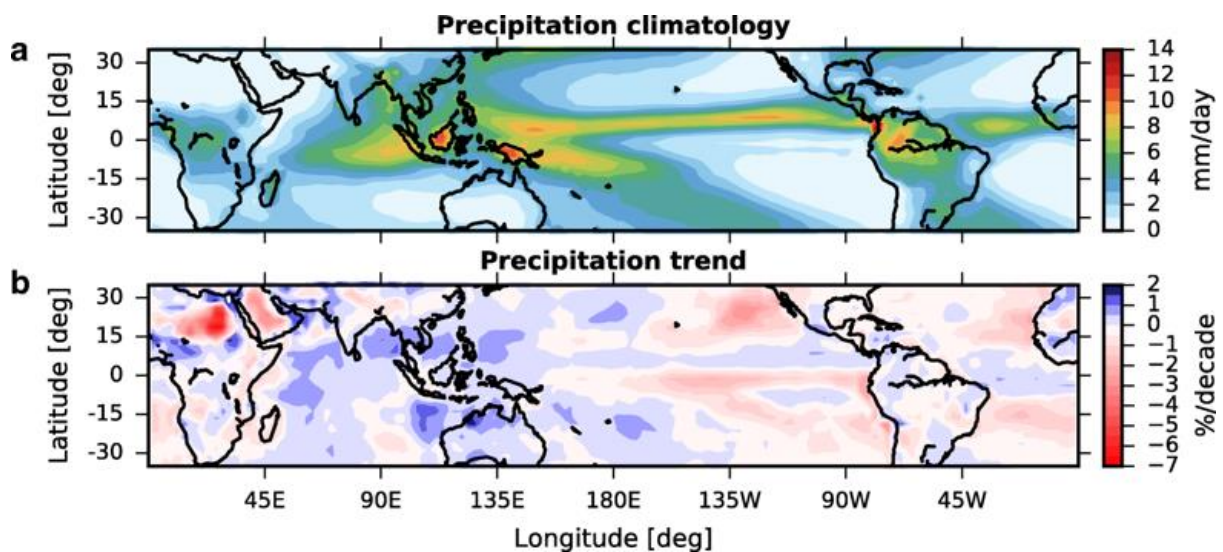 Precipitation climatology
a
30
15
0
-15
-30
Latitude [deg]
14
12
10
8
6
4
2
0
mm/day
Precipitation trend
b
30
15
0
-15
-30
Latitude [deg]
2
1
0
-1
-2
-3
-4
-5
-6
-7
%/decade
45E 90E 135E 180E 135W 90W 45W
Longitude [deg]